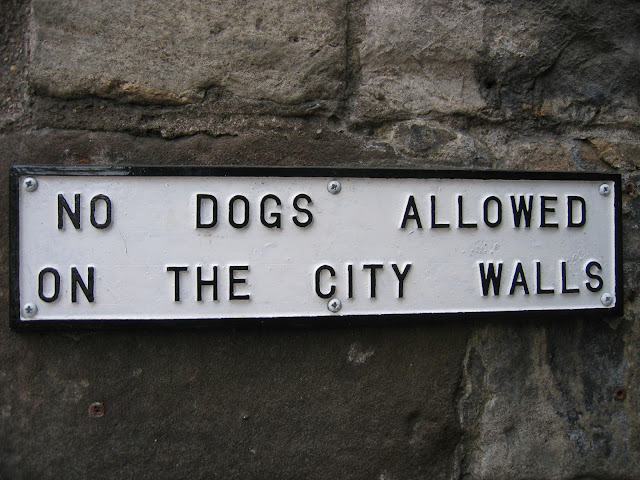 NO DOGS ALLOWED
ON THE CITY WALLS